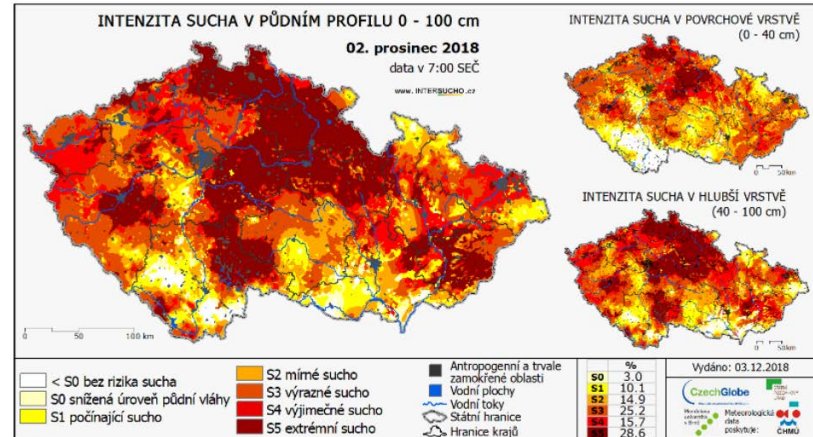 INTENZITA SUCHA V PŮDNÍM PROFILU 0 - 100 cm
02. prosinec 2018
data v 7:00 SEČ
www. INTERSUCHO.cz
0 50 100 km
INTENZITA SUCHA V POVRCHOVÉ VRSTVĚ
(0 - 40 cm)
0 50km
INTENZITA SUCHA V HLUBŠÍ VRSTVĚ
(40 - 100 cm)
0 50km
< S0 bez rizika sucha
S0 snížená úroveň půdní vláhy
S1 počínající sucho
S2 mírné sucho
S3 výrazné sucho
S4 výjimečné sucho
S5 extrémní sucho
Antropogenní a trvale
zamokřené oblasti
Vodní plochy
Vodní toky
Státní hranice
Hranice krajů
%
S0 3.0
S1 10.1
S2 14.9
S3 25.2
S4 15.7
S5 28.6
Vydáno: 03.12.2018
CzechGlobe
Mendelova
univerzita
v Brně
Meteorologická
data
poskytuje:
ČHMÚ